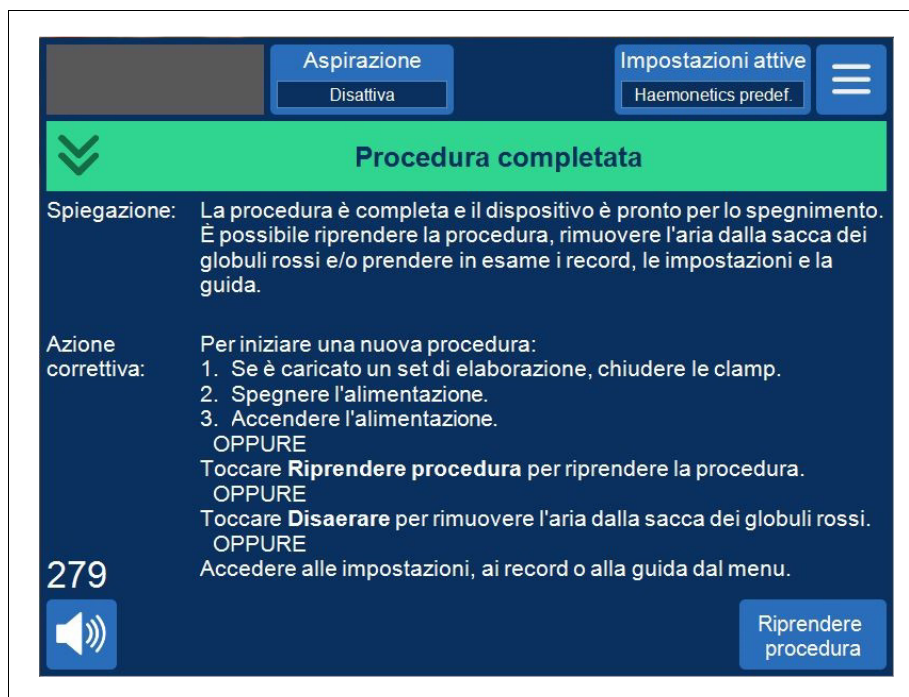 Aspirazione
Disattiva
Impostazioni attive
Haemonetics predef.
Procedura completata
Spiegazione:
La procedura è completa e il dispositivo è pronto per lo spegnimento.
È possibile riprendere la procedura, rimuovere l'aria dalla sacca dei
globuli rossi e/o prendere in esame i record, le impostazioni e la
guida.
Azione
correttiva:
Per iniziare una nuova procedura:
1. Se è caricato un set di elaborazione, chiudere le clamp.
2. Spegnere l'alimentazione.
3. Accendere l'alimentazione.
OPPURE
Toccare Riprendere procedura per riprendere la procedura.
OPPURE
Toccare Disaerare per rimuovere l'aria dalla sacca dei globuli rossi.
OPPURE
Accedere alle impostazioni, ai record o alla guida dal menu.
279
Riprendere
procedura